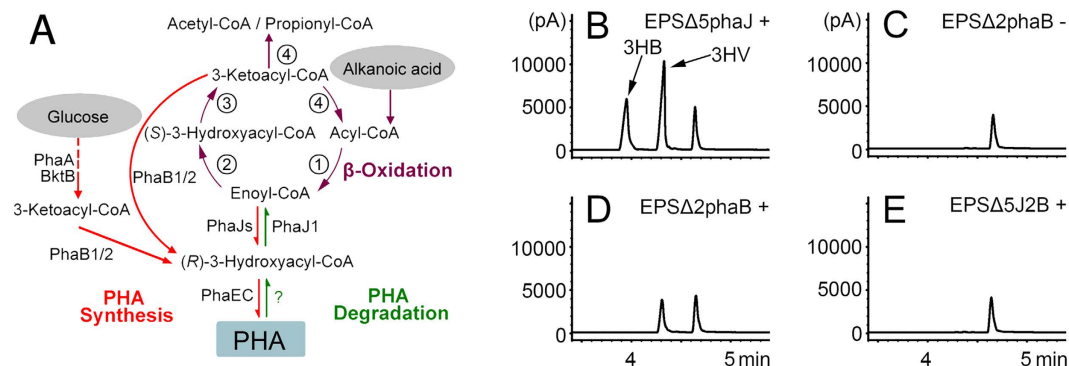 A
Acetyl-CoA / Propionyl-CoA
④
3-Ketoacyl-CoA
Alkanoic acid
Glucose
③
④
(S)-3-Hydroxyacyl-CoA
Acyl-CoA
PhaA
BktB
PhaB1/2
②
①
β-Oxidation
Enoyl-CoA
3-Ketoacyl-CoA
PhaJs
PhaJ1
PhaB1/2
(R)-3-Hydroxyacyl-CoA
PHA
Synthesis
PhaEC
?
PHA
Degradation
PHA
(pA)
B
EPSΔ5phaJ +
3HB
3HV
10000
5000
0
(pA)
C
EPSΔ2phaB -
10000
5000
0
D
EPSΔ2phaB +
10000
5000
0
4
5 min
E
EPSΔ5J2B +
10000
5000
0
4
5 min